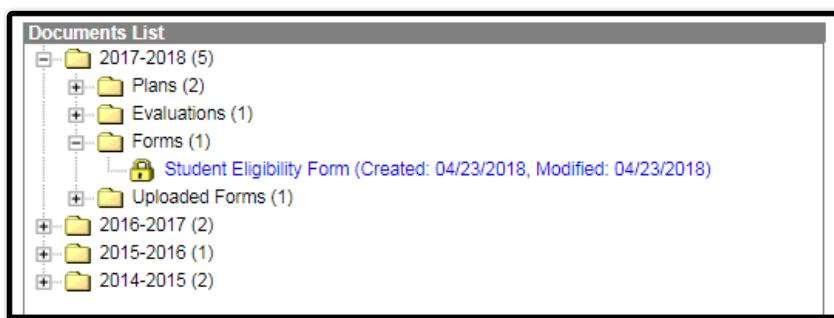 Documents List
2017-2018 (5)
Plans (2)
Evaluations (1)
Forms (1)
Student Eligibility Form (Created: 04/23/2018, Modified: 04/23/2018)
Uploaded Forms (1)
2016-2017 (2)
2015-2016 (1)
2014-2015 (2)